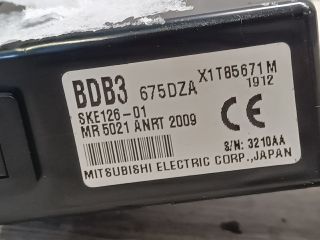 BDB3 675DZA X1T85671M
1912
SKE126-01
MR 5021 ANRT 2009
CE
S/N: 3210AA
MITSUBISHI ELECTRIC CORP., JAPAN